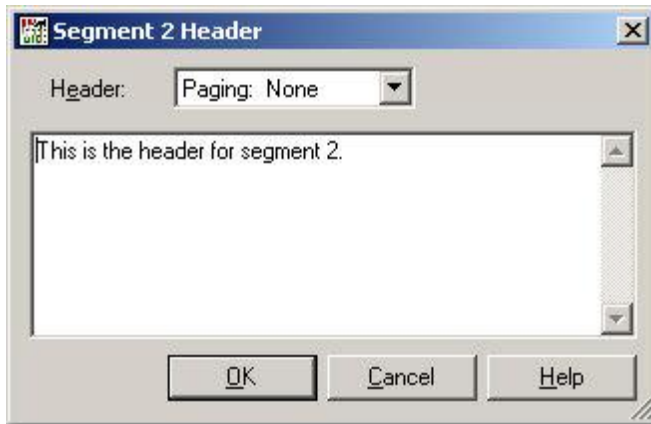 Segment 2 Header
Header: Paging: None
This is the header for segment 2.
OK Cancel Help